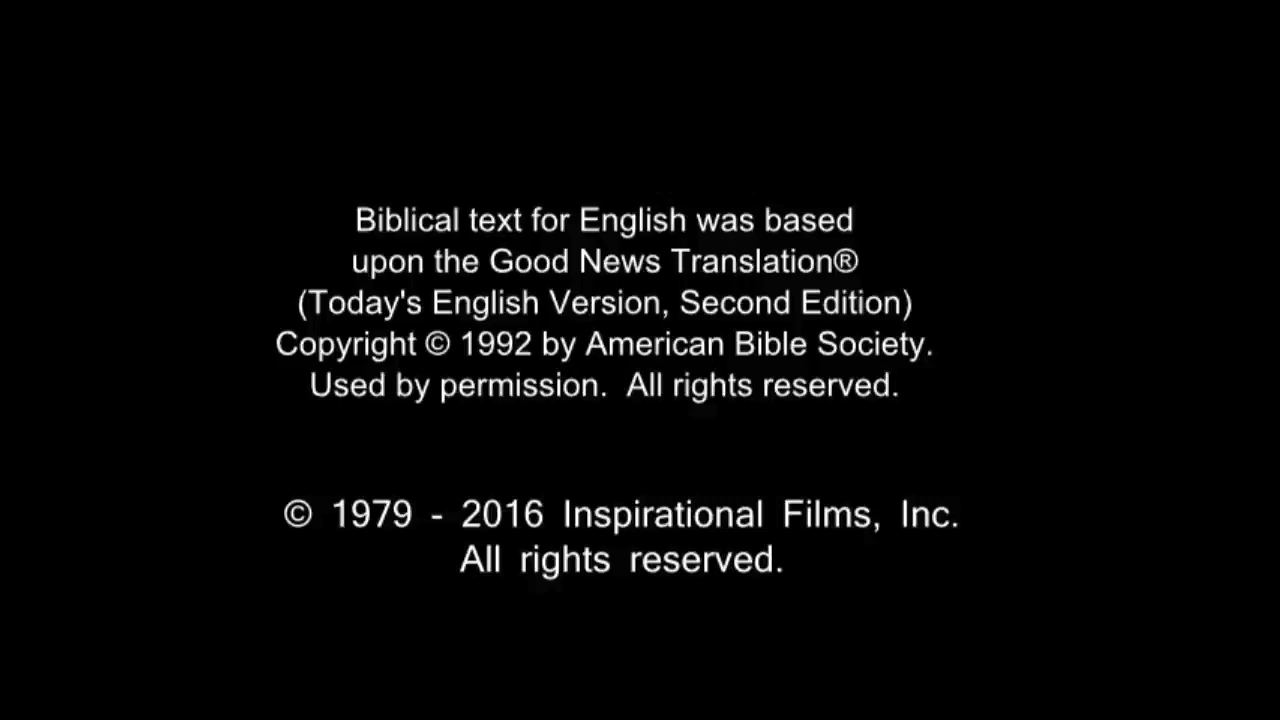 Biblical text for English was based
upon the Good News Translation®
(Today's English Version, Second Edition)
Copyright © 1992 by American Bible Society.
Used by permission.  All rights reserved.
© 1979 - 2016 Inspirational Films, Inc.
All rights reserved.